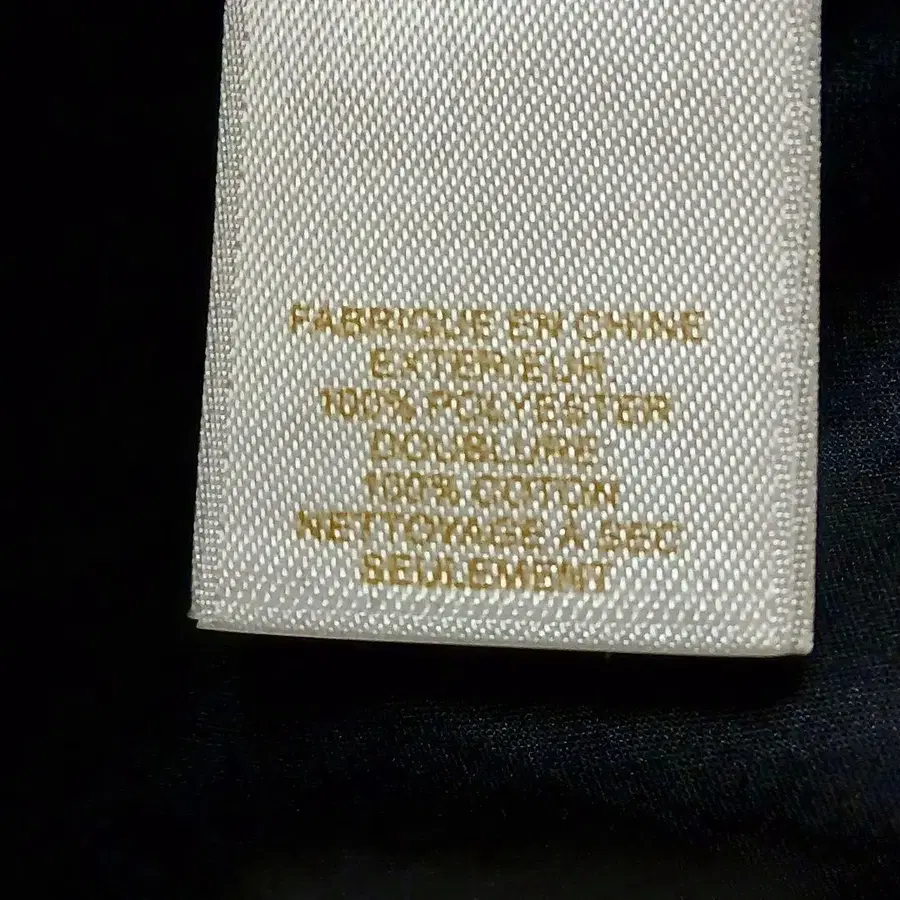 FABRIQUE EN CHINE
EXTERIEUR
100% POLYESTER
DOUBLURE
100% COTTON
NETTOYAGE À SEC
SEULEMENT